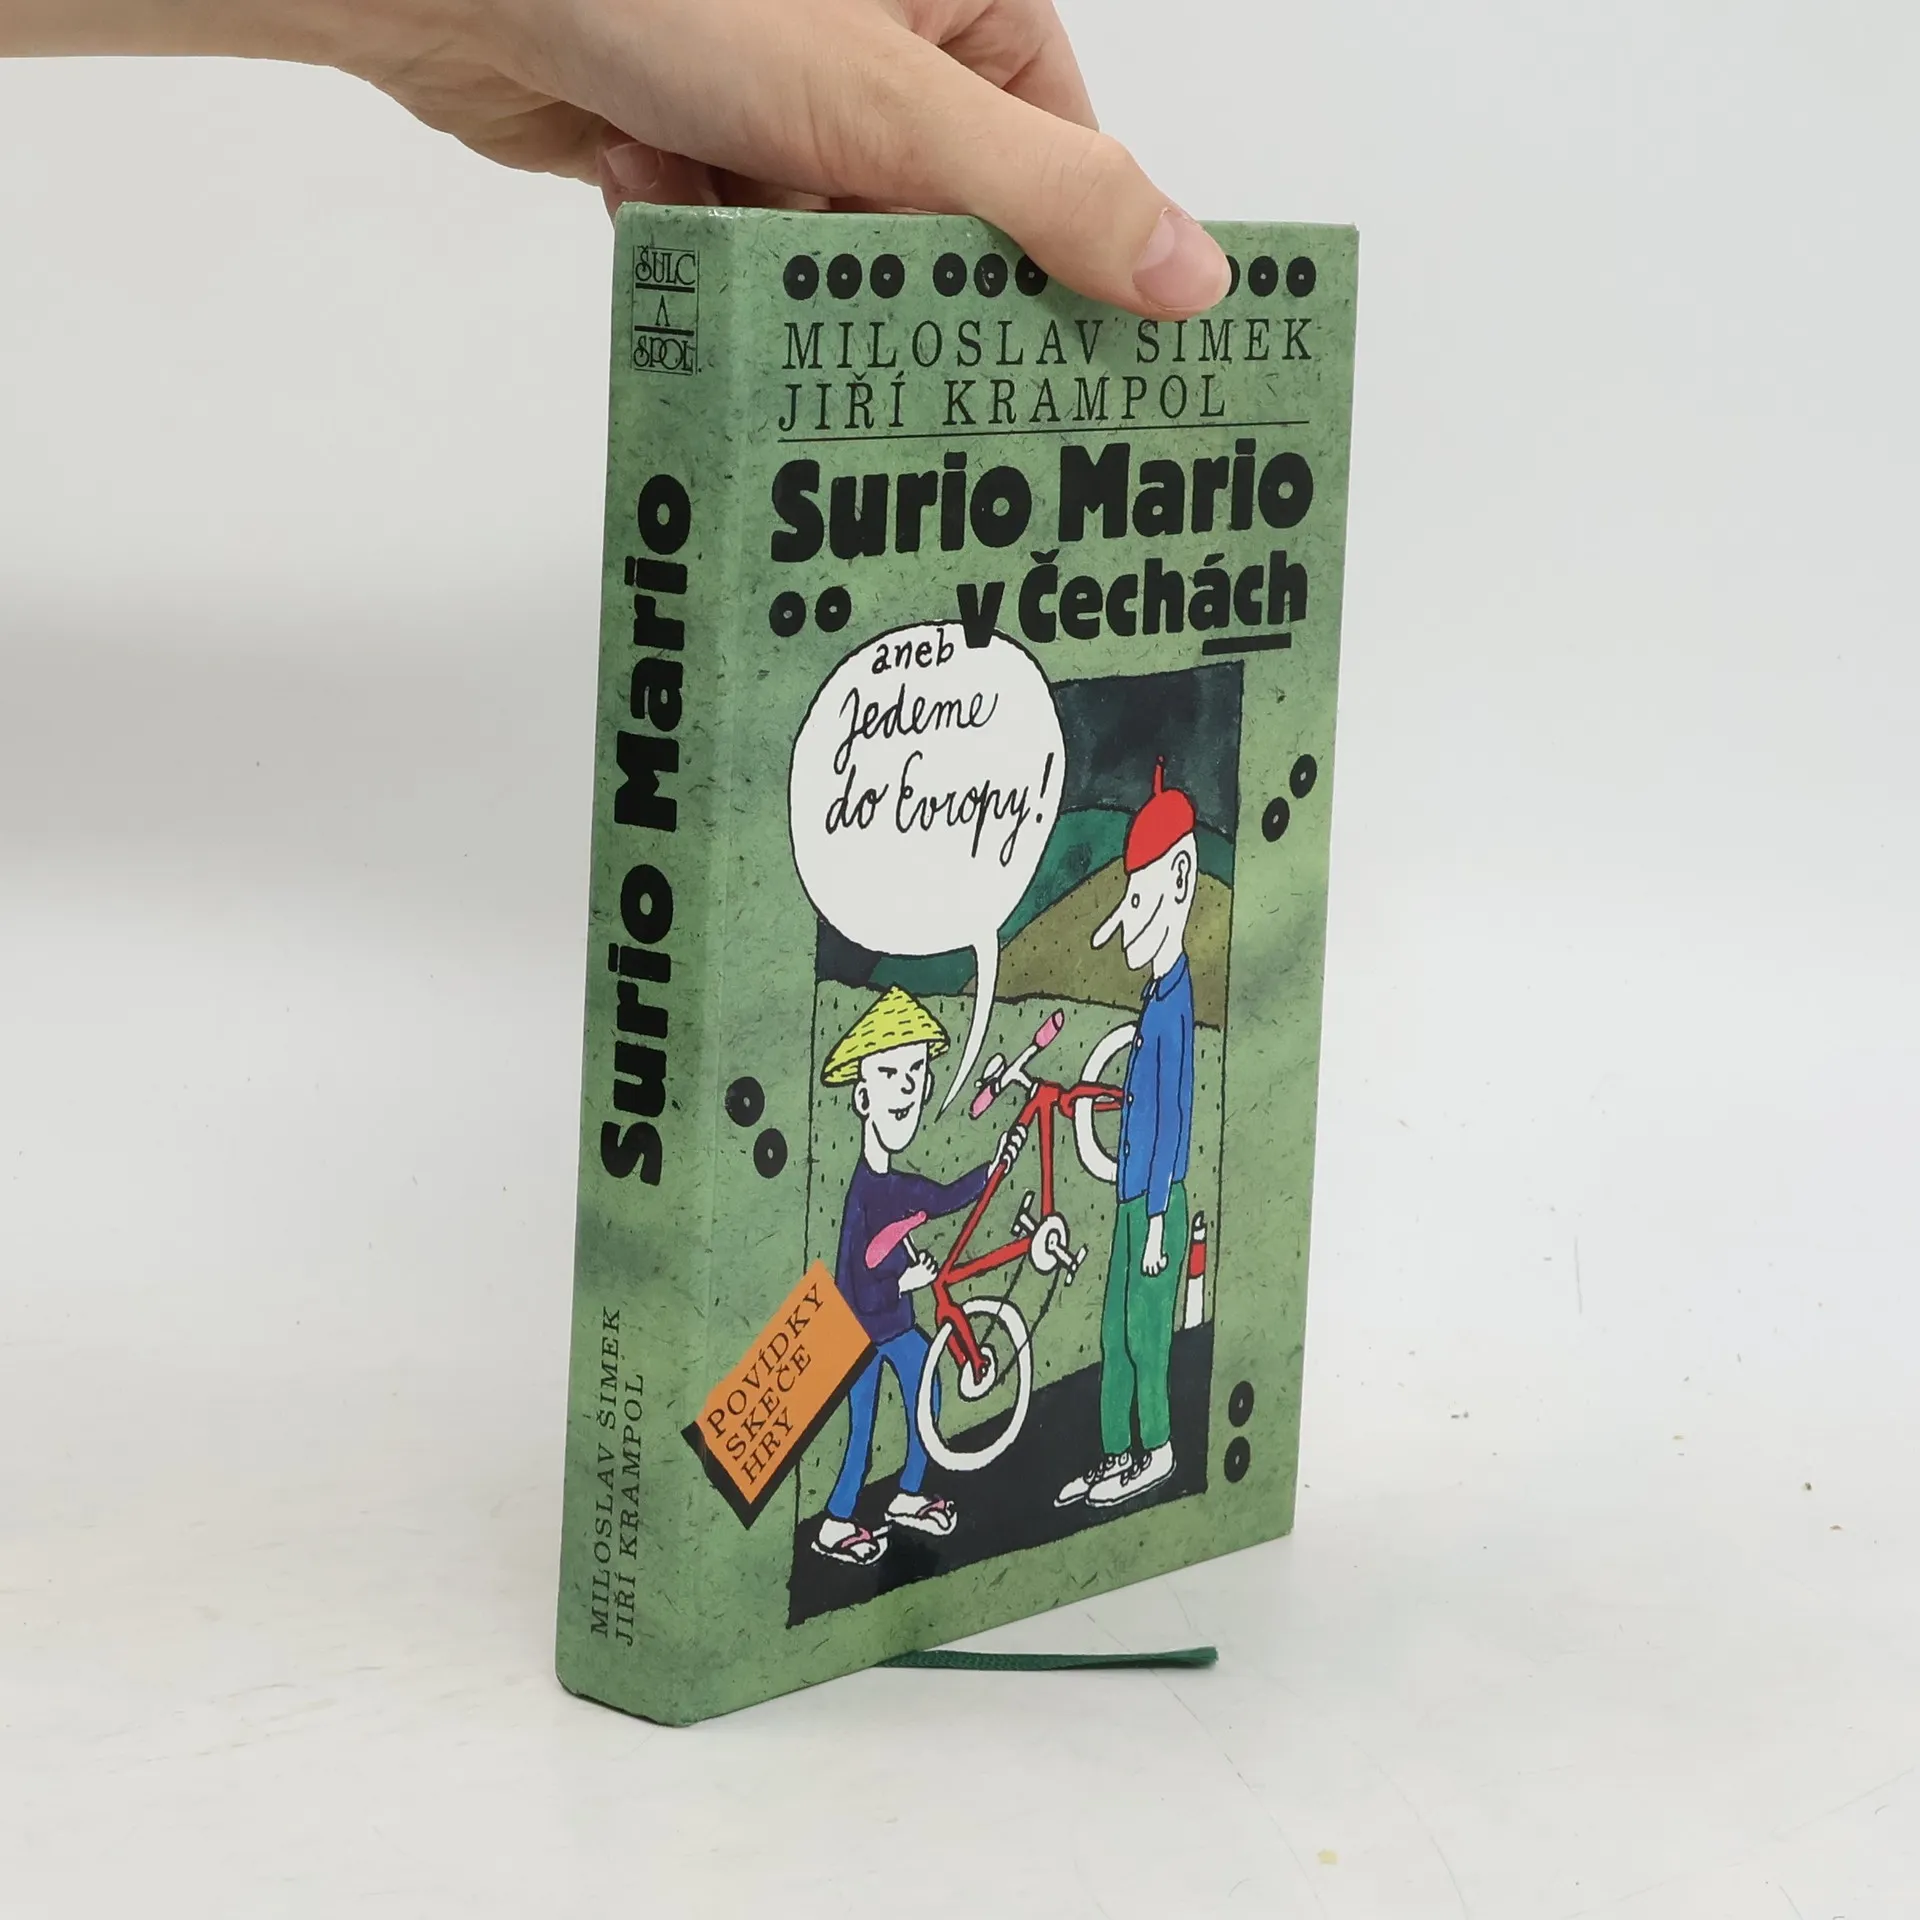 ŠULC
A
SPOL.
Surio Mario
MILOSLAV ŠIMEK
JIŘÍ KRAMPOL
MILOSLAV ŠIMEK
JIŘÍ KRAMPOL
Surio Mario
v Čechách
aneb
Jedeme
do Evropy!
POVÍDKY
SKEČE
HRY